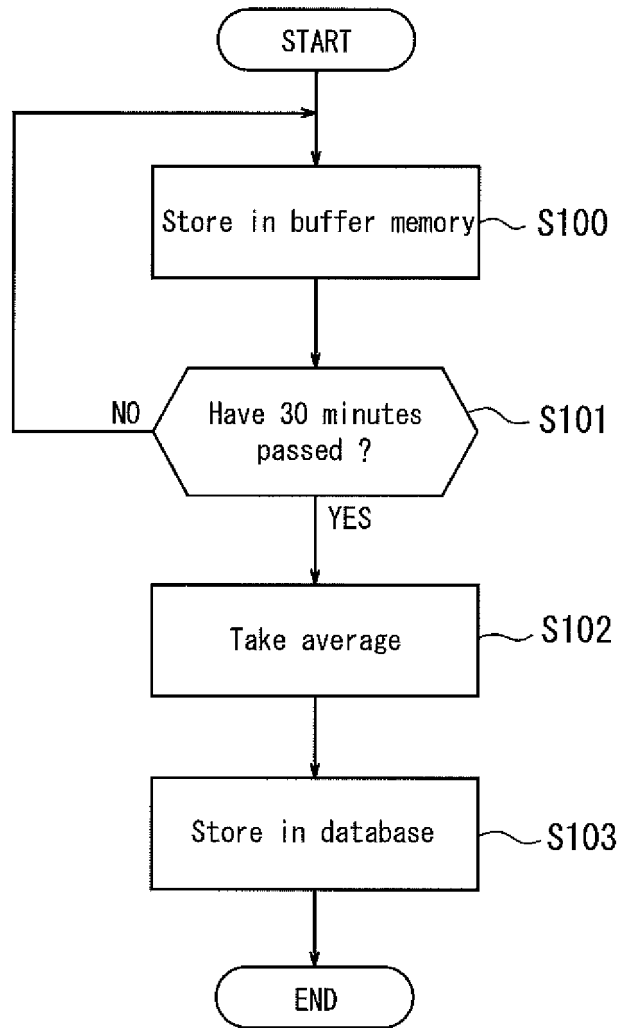 START
Store in buffer memory
S100
Have 30 minutes
passed ?
S101
NO
YES
Take average
S102
Store in database
S103
END